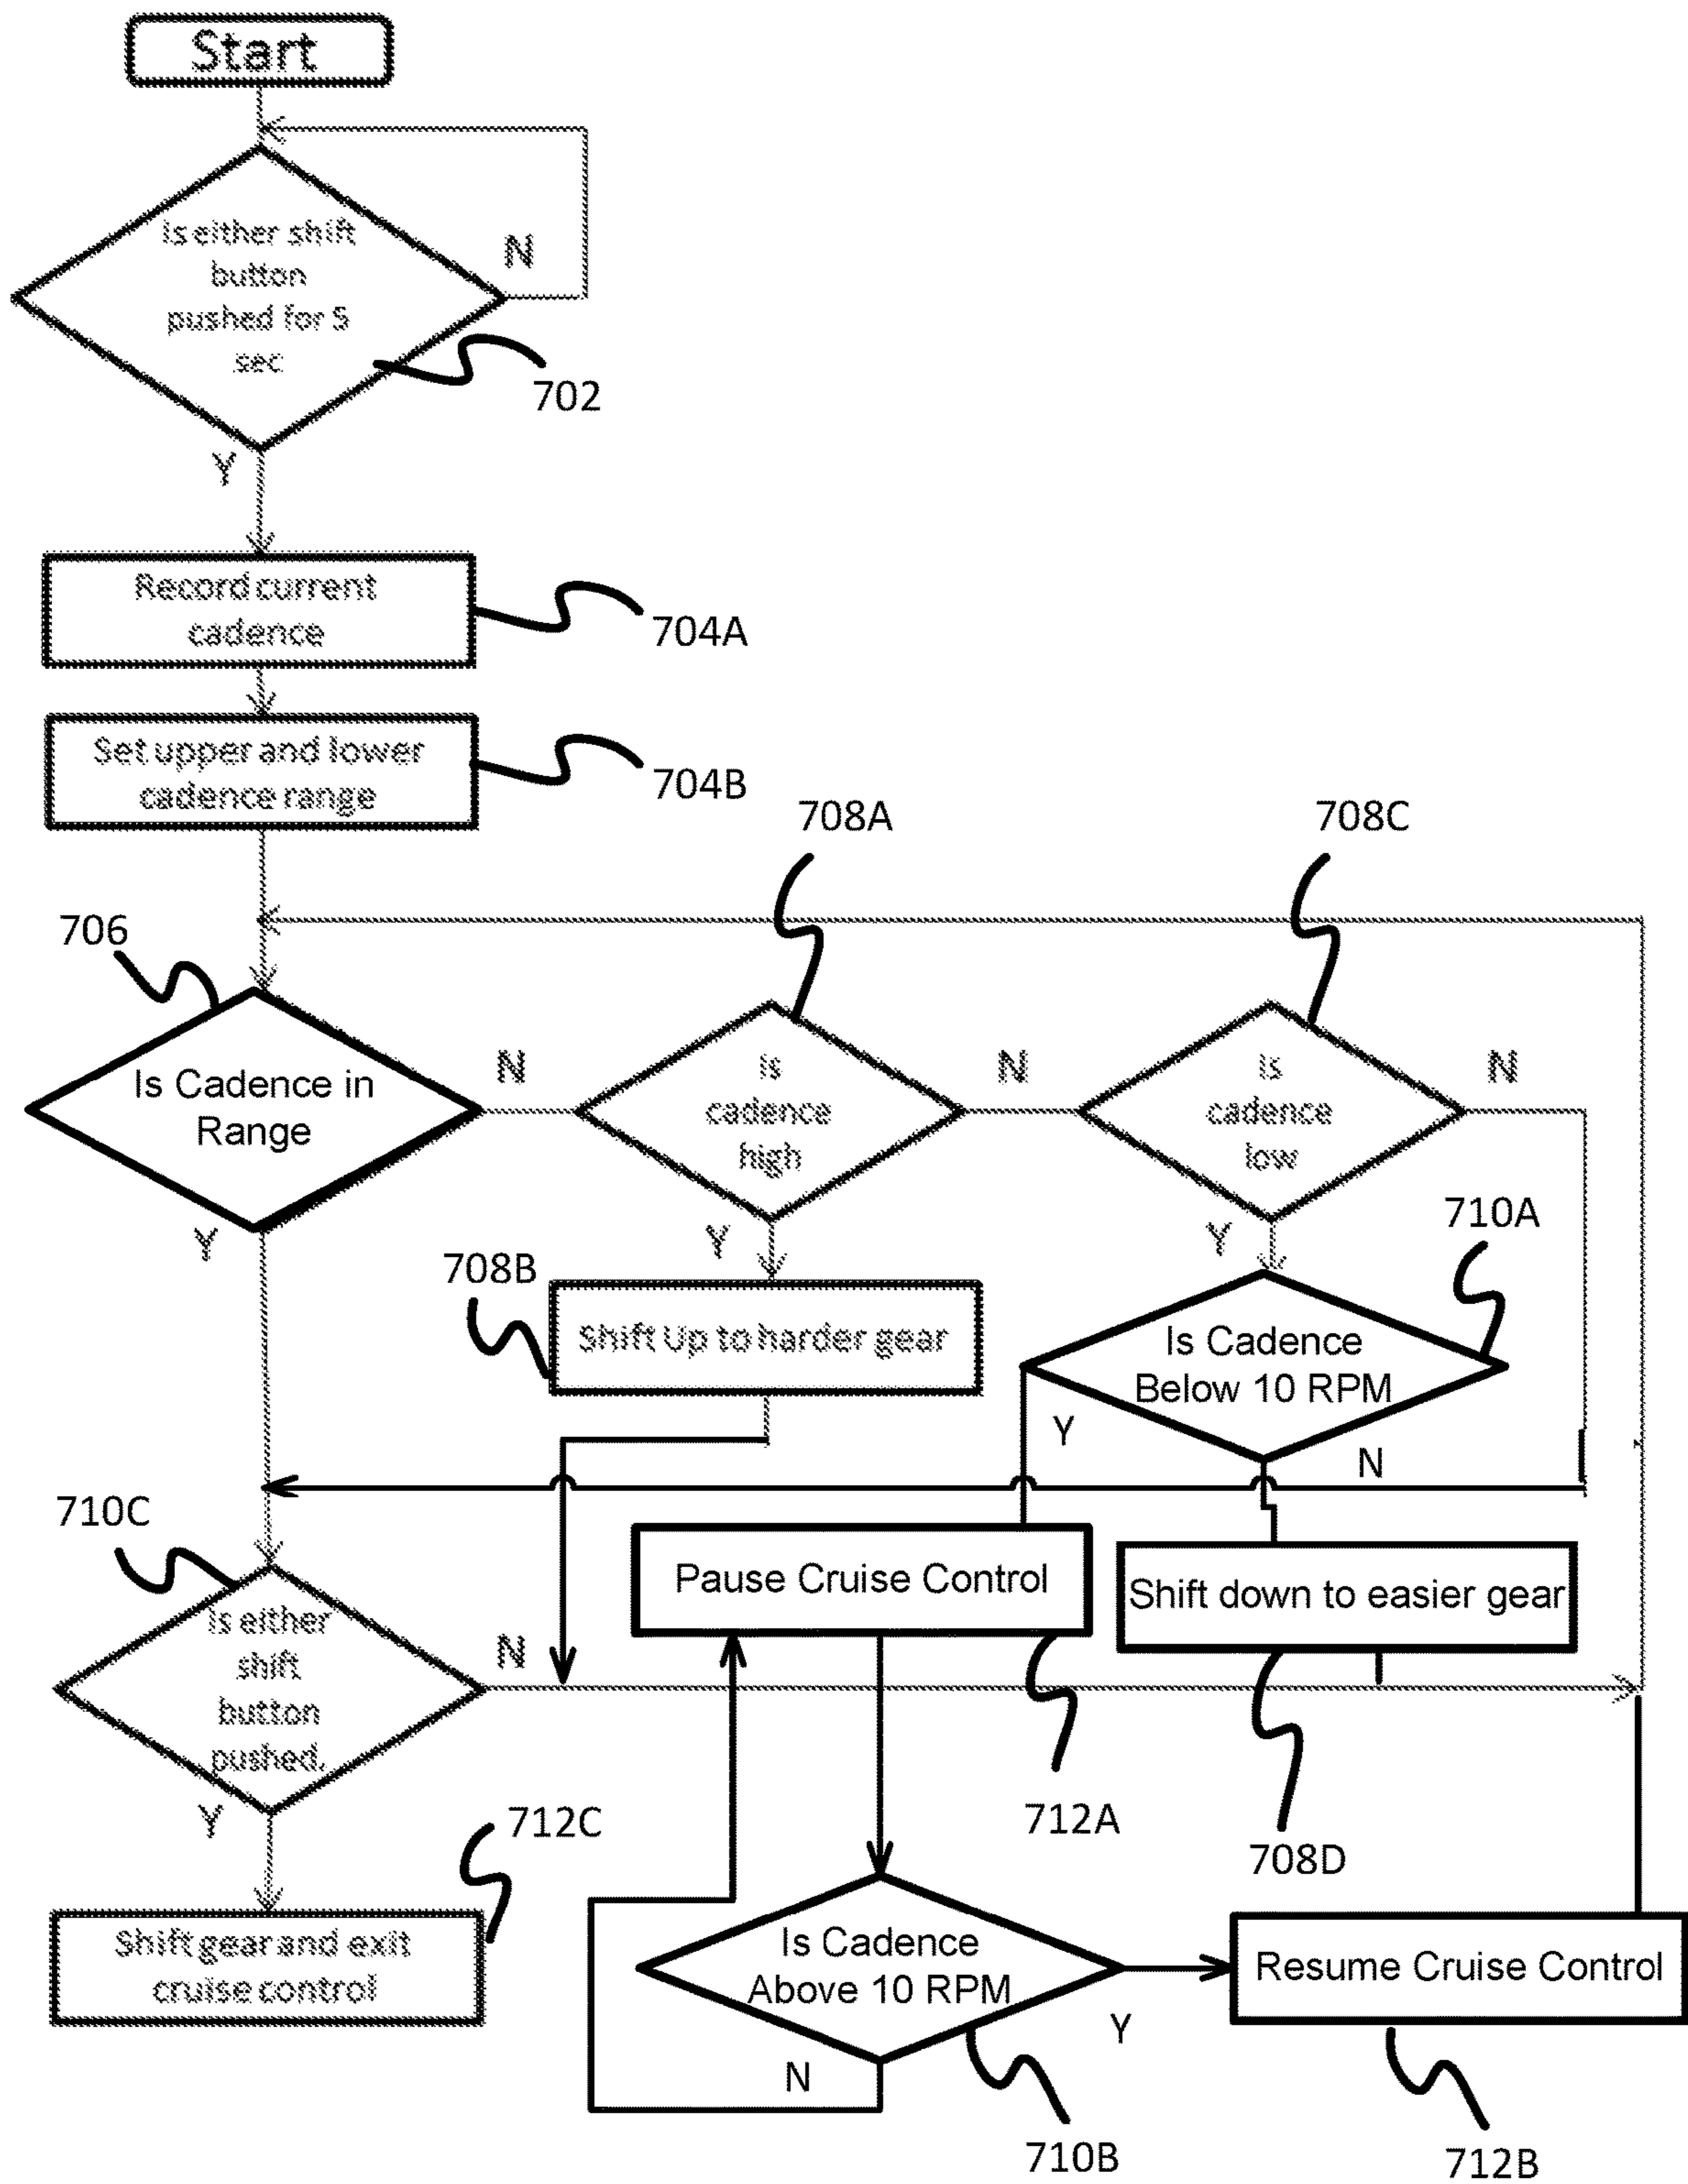 Start
Is either shift
button
pushed for 5
sec
N
702
Y
Record current
cadence
704A
Set upper and lower
cadence range
704B
708A
708C
706
Is Cadence in
Range
N
Is
cadence
high
N
Is
cadence
low
N
Y
Y
Y
710A
708B
Shift Up to harder gear
Is Cadence
Below 10 RPM
Y
N
710C
Is either
shift
button
pushed.
N
Pause Cruise Control
Shift down to easier gear
Y
712C
712A
708D
Shift gear and exit
cruise control
Is Cadence
Above 10 RPM
Resume Cruise Control
Y
N
710B
712B